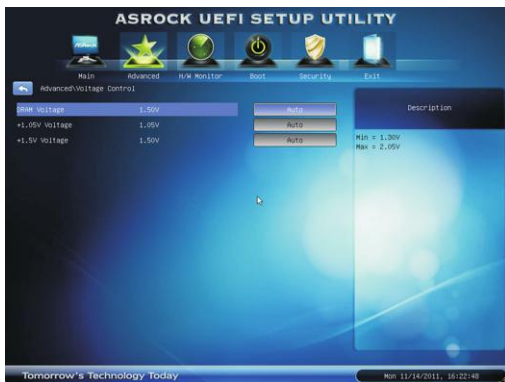 ASROCK UEFI SETUP UTILITY
ASRock
Main Advanced H/W Monitor Boot Security Exit
Advanced\Voltage Control
DRAM Voltage 1.50V Auto
+1.05V Voltage 1.05V Auto
+1.5V Voltage 1.50V Auto
Description
Min = 1.30V
Max = 2.05V
Tomorrow's Technology Today
Mon 11/14/2011, 16:22:48